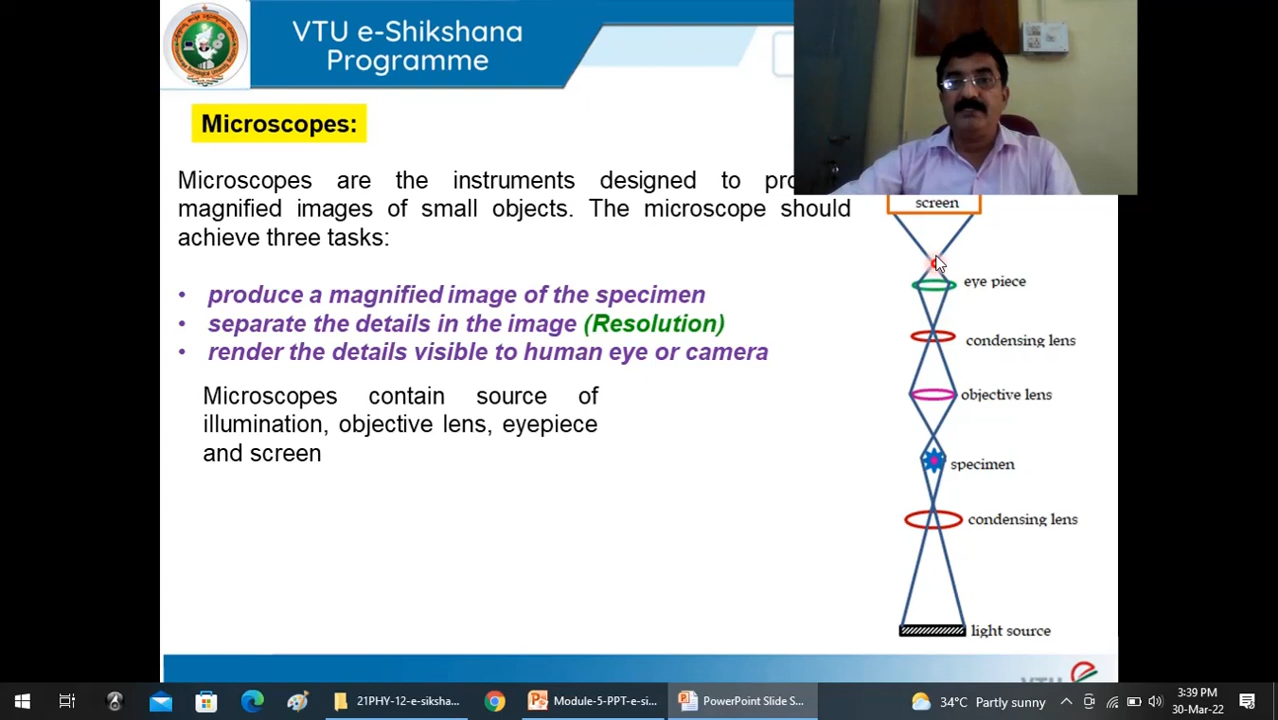 VTU e-Shikshana
Programme
Microscopes:
Microscopes are the instruments designed to
magnified images of small objects. The microscope should
achieve three tasks:
• produce a magnified image of the specimen
• separate the details in the image (Resolution)
• render the details visible to human eye or camera
Microscopes contain source of
illumination, objective lens, eyepiece
and screen
screen
eye piece
condensing lens
objective lens
specimen
condensing lens
light source
21PHY-12-e-siksha...
Module-5-PPT-e-si...
PowerPoint Slide S...
34°C Partly sunny
3:39 PM
30-Mar-22